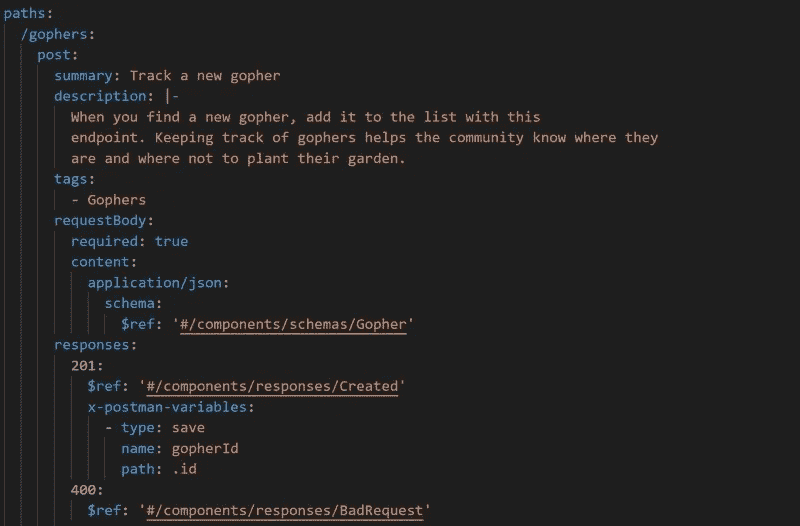 paths:
  /gophers:
    post:
      summary: Track a new gopher
      description: |-
        When you find a new gopher, add it to the list with this
        endpoint. Keeping track of gophers helps the community know where they
        are and where not to plant their garden.
      tags:
        - Gophers
      requestBody:
        required: true
        content:
          application/json:
            schema:
              $ref: '#/components/schemas/Gopher'
      responses:
        201:
          $ref: '#/components/responses/Created'
          x-postman-variables:
            - type: save
              name: gopherId
              path: .id
        400:
          $ref: '#/components/responses/BadRequest'